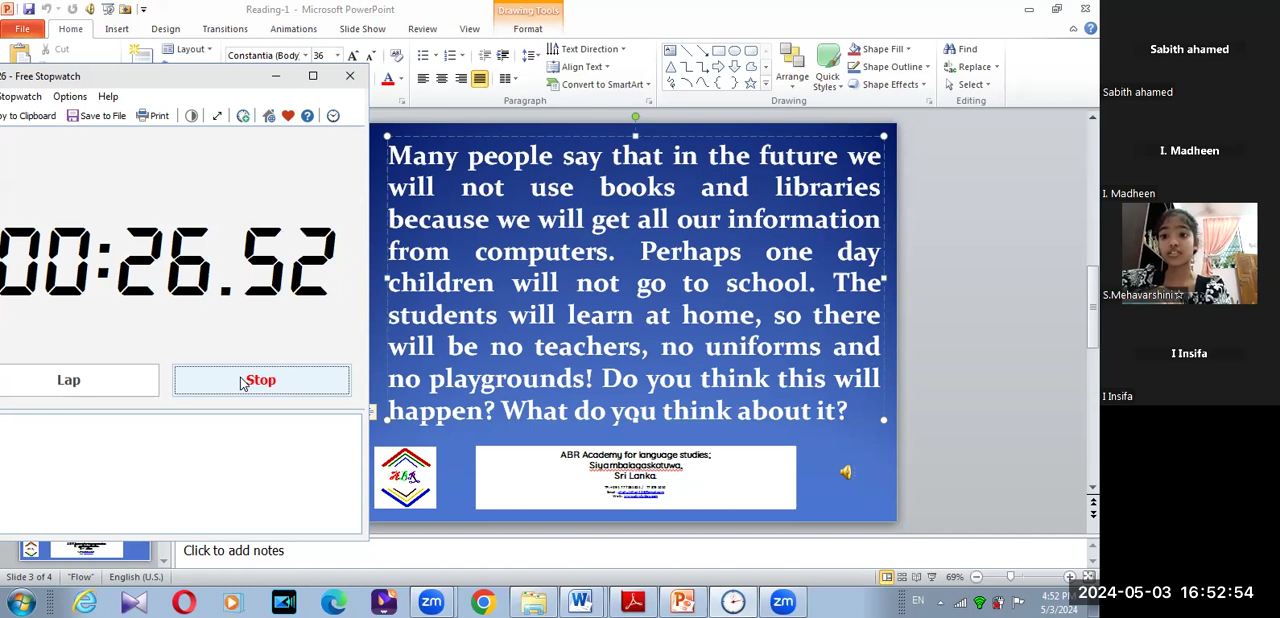 Reading-1 - Microsoft PowerPoint
Drawing Tools
File
Home
Insert
Design
Transitions
Animations
Slide Show
Review
View
Format
Cut
Layout
Constantia (Body
36
Text Direction
Align Text
Convert to SmartArt
Arrange
Quick
Styles
Shape Fill
Shape Outline
Shape Effects
Find
Replace
Select
Paragraph
Drawing
Editing
26 - Free Stopwatch
Stopwatch Options Help
py to Clipboard Save to File Print
00:26.52
Lap
Stop
Many people say that in the future we
will not use books and libraries
because we will get all our information
from computers. Perhaps one day
children will not go to school. The
students will learn at home, so there
will be no teachers, no uniforms and
no playgrounds! Do you think this will
happen? What do you think about it?
ABR
ABR Academy for language studies;
Siyambalagaskatuwa,
Sri Lanka.
Click to add notes
Slide 3 of 4
"Flow"
English (U.S.)
69%
EN
4:52 PM
5/3/2024
2024-05-03 16:52:54
Sabith ahamed
Sabith ahamed
I. Madheen
I. Madheen
S.Mehavarshini☆
I Insifa
I Insifa